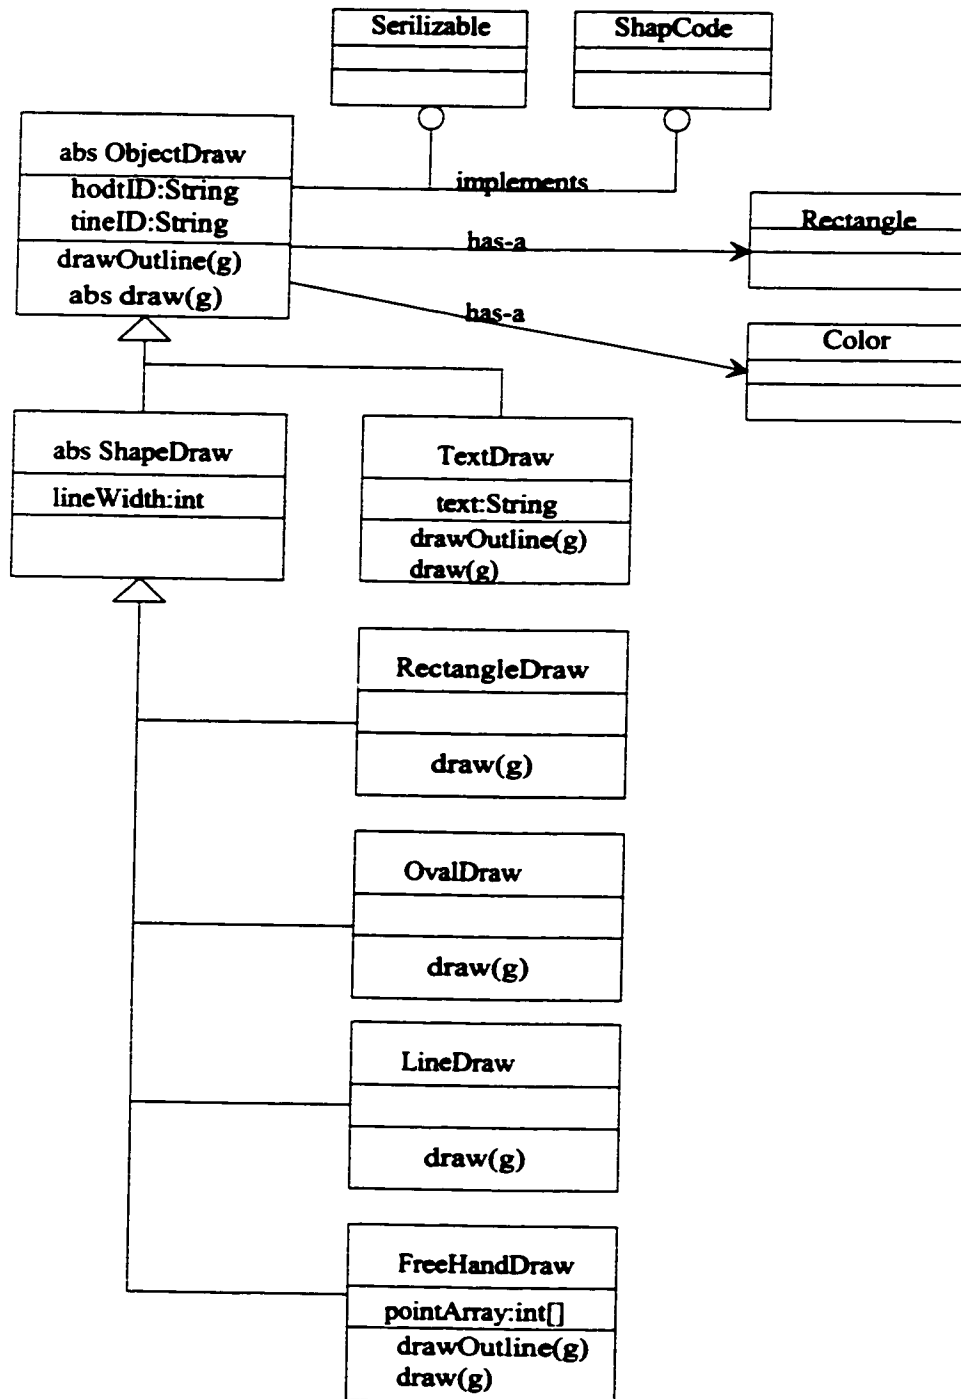 Serilizable
ShapCode
abs ObjectDraw
hodtID:String
tineID:String
drawOutline(g)
abs draw(g)
implements
has-a
Rectangle
has-a
Color
abs ShapeDraw
lineWidth:int
TextDraw
text:String
drawOutline(g)
draw(g)
RectangleDraw
draw(g)
OvalDraw
draw(g)
LineDraw
draw(g)
FreeHandDraw
pointArray:int[]
drawOutline(g)
draw(g)